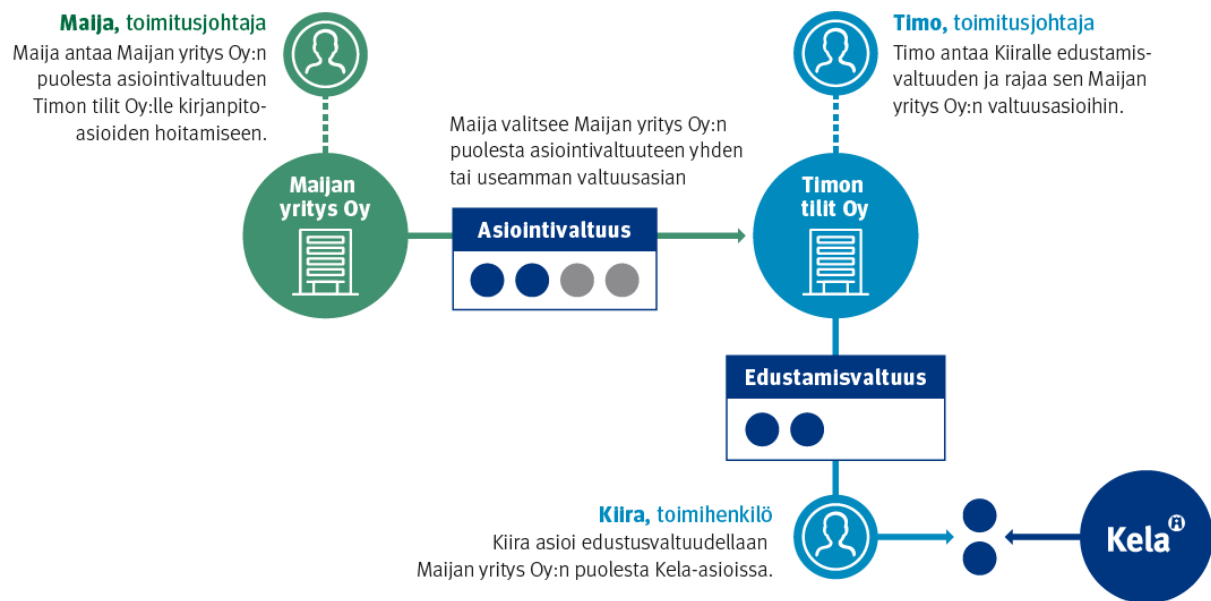 Maija, toimitusjohtaja
Maija antaa Maijan yritys Oy:n
puolesta asiointivaltuuden
Timon tilit Oy:lle kirjanpito-
asioiden hoitamiseen.
Timo, toimitusjohtaja
Timo antaa Kiiralle edustamis-
valtuuden ja rajaa sen Maijan
yritys Oy:n valtuusasioihin.
Maija valitsee Maijan yritys Oy:n
puolesta asiointivaltuuteen yhden
tai useamman valtuusasian
Maijan
yritys Oy
Asiointivaltuus
Timon
tilit Oy
Edustamisvaltuus
Kiira, toimihenkilö
Kiira asioi edustusvaltuudellaan
Maijan yritys Oy:n puolesta Kela-asioissa.
Kela